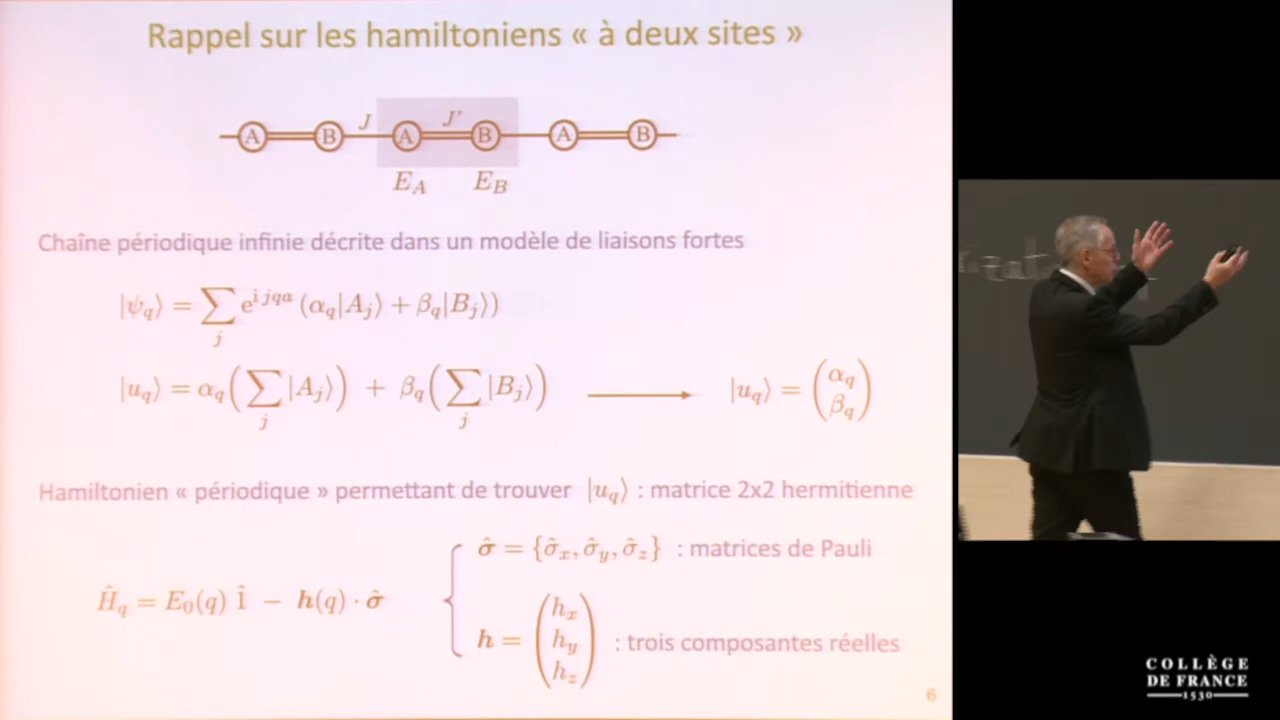 Rappel sur les hamiltoniens « à deux sites »
A B J A J' B A B
E_A E_B
Chaîne périodique infinie décrite dans un modèle de liaisons fortes
|ψ_q⟩ = ∑_j e^{i jqa} (α_q|A_j⟩ + β_q|B_j⟩)
|u_q⟩ = α_q(∑_j |A_j⟩) + β_q(∑_j |B_j⟩) ⟶ |u_q⟩ = (α_q β_q)
Hamiltonien « périodique » permettant de trouver |u_q⟩ : matrice 2x2 hermitienne
σ̂ = {σ̂_x, σ̂_y, σ̂_z} : matrices de Pauli
Ĥ_q = E_0(q) 1̂ − h(q) · σ̂
h = (h_x h_y h_z) : trois composantes réelles
6
COLLÈGE
DE FRANCE
1530